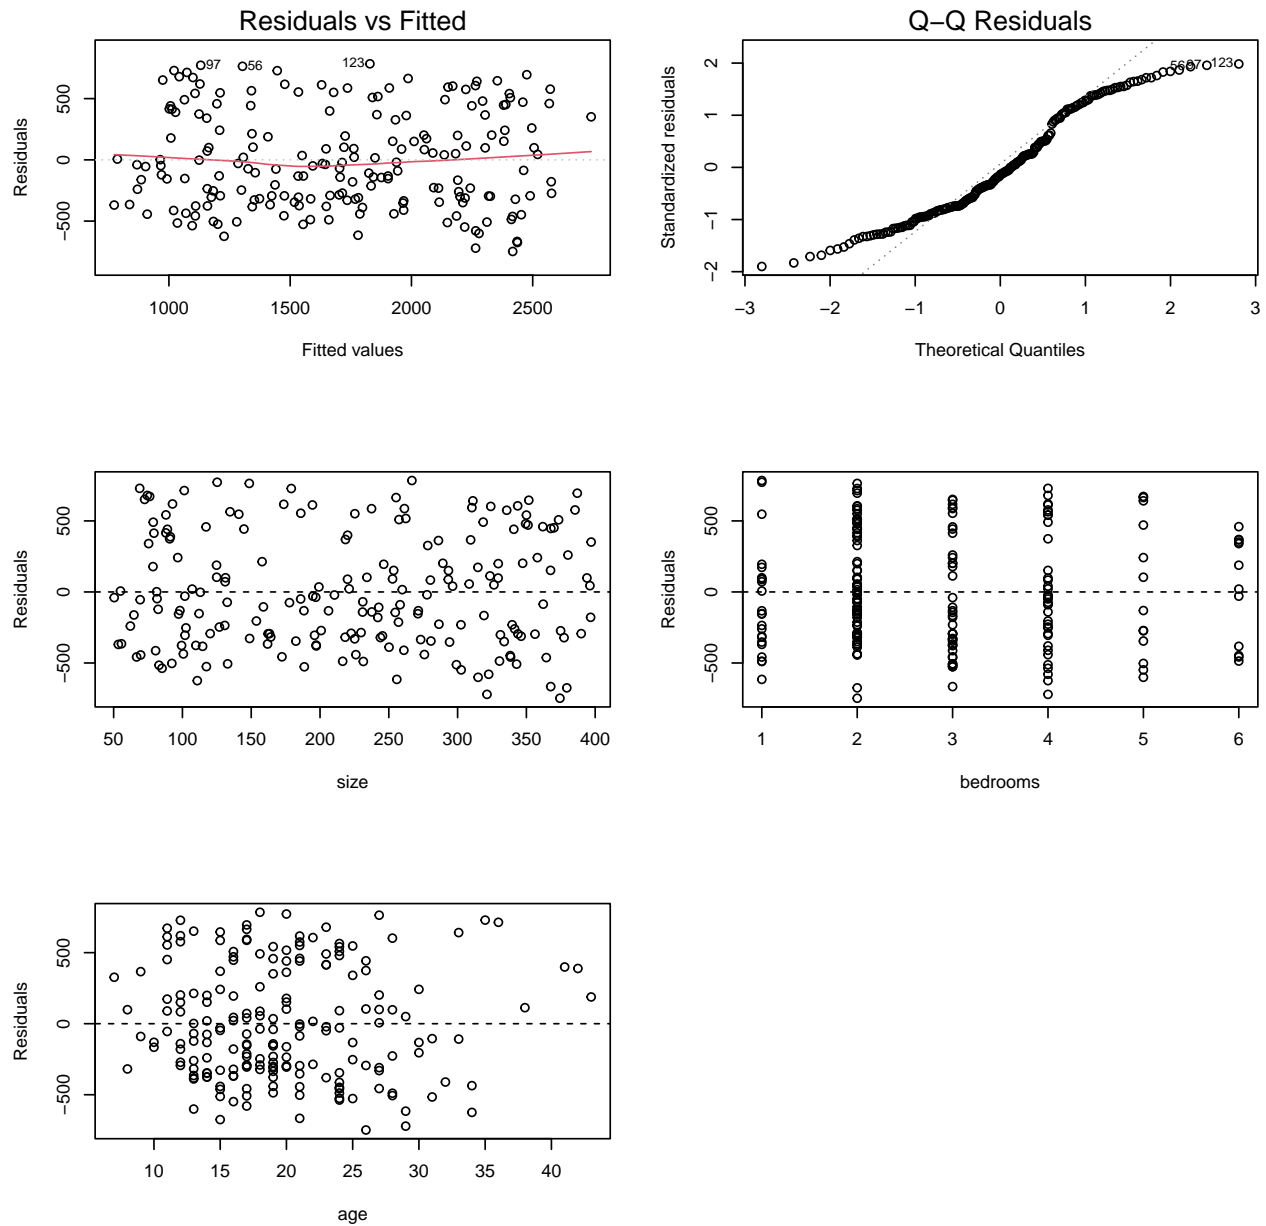 Residuals vs Fitted
Residuals
500
0
−500
97
56
123
1000 1500 2000 2500
Fitted values
Q−Q Residuals
Standardized residuals
2
1
0
−1
−2
123
−3 −2 −1 0 1 2 3
Theoretical Quantiles
Residuals
500
0
−500
50 100 150 200 250 300 350 400
size
Residuals
500
0
−500
1 2 3 4 5 6
bedrooms
Residuals
500
0
−500
10 15 20 25 30 35 40
age